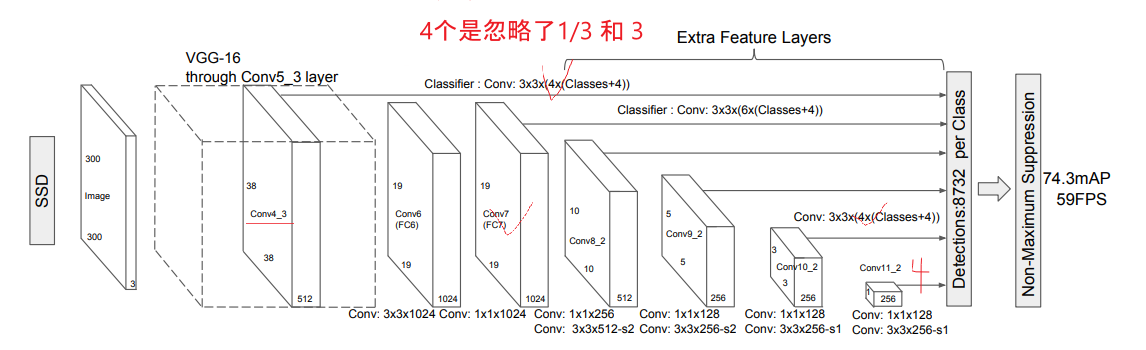 4个是忽略了1/3 和 3
Extra Feature Layers
VGG-16
through Conv5_3 layer
Classifier : Conv: 3x3x(4x(Classes+4))
Classifier : Conv: 3x3x(6x(Classes+4))
SSD
300
Image
300
3
38
Conv4_3
38
512
19
Conv6
(FC6)
19
1024
19
Conv7
(FC7)
19
1024
10
Conv8_2
10
512
5
Conv9_2
5
256
Conv: 3x3x(4x(Classes+4))
3
Conv10_2
3
256
Conv11_2
4
1
256
Detections:8732 per Class
Non-Maximum Suppression
74.3mAP
59FPS
Conv: 3x3x1024
Conv: 1x1x1024
Conv: 1x1x256
Conv: 3x3x512-s2
Conv: 1x1x128
Conv: 3x3x256-s2
Conv: 1x1x128
Conv: 3x3x256-s1
Conv: 1x1x128
Conv: 3x3x256-s1